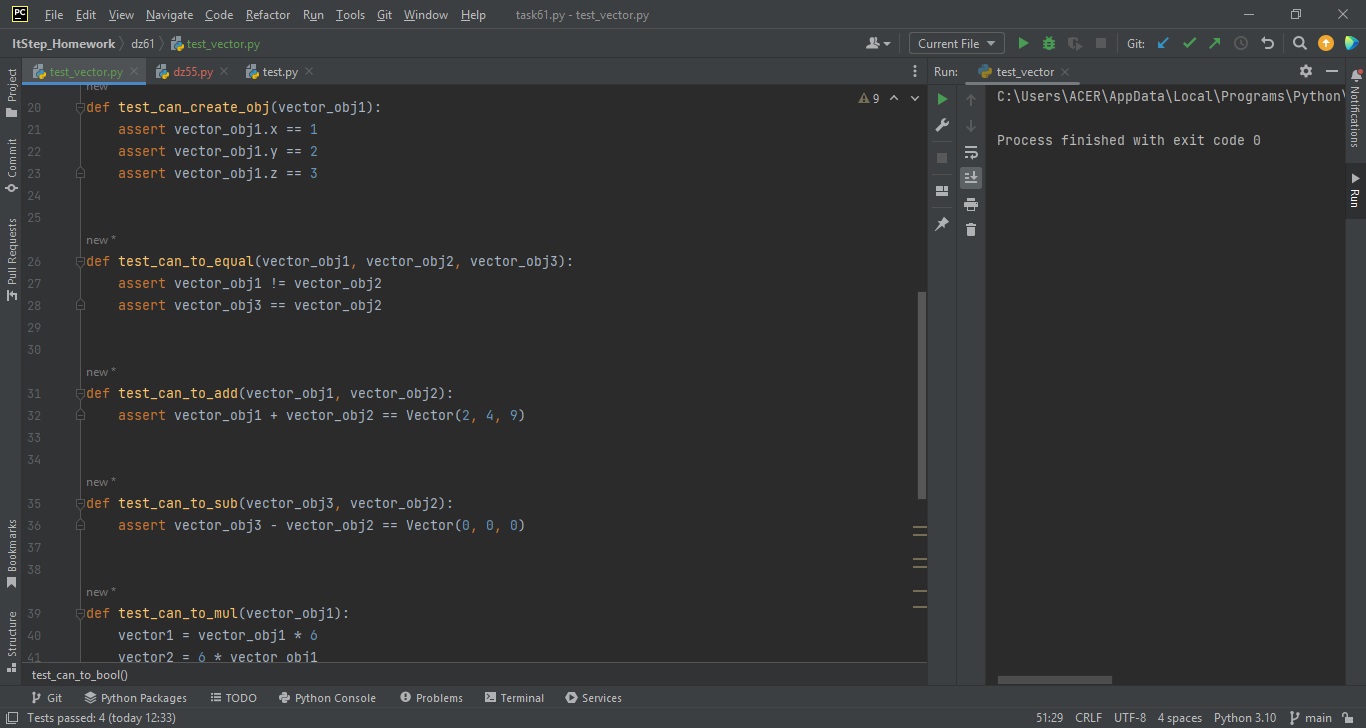 PC File Edit View Navigate Code Refactor Run Tools Git Window Help task61.py - test_vector.py
ItStep_Homework dz61 test_vector.py Current File Git:
test_vector.py dz55.py test.py Run: test_vector
Project
Commit
Pull Requests
Bookmarks
Structure
new
20 def test_can_create_obj(vector_obj1):
21 assert vector_obj1.x == 1
22 assert vector_obj1.y == 2
23 assert vector_obj1.z == 3
24
25
new *
26 def test_can_to_equal(vector_obj1, vector_obj2, vector_obj3):
27 assert vector_obj1 != vector_obj2
28 assert vector_obj3 == vector_obj2
29
30
new *
31 def test_can_to_add(vector_obj1, vector_obj2):
32 assert vector_obj1 + vector_obj2 == Vector(2, 4, 9)
33
34
new *
35 def test_can_to_sub(vector_obj3, vector_obj2):
36 assert vector_obj3 - vector_obj2 == Vector(0, 0, 0)
37
38
new *
39 def test_can_to_mul(vector_obj1):
40 vector1 = vector_obj1 * 6
41 vector2 = 6 * vector_obj1
test_can_to_bool()
9
C:\Users\ACER\AppData\Local\Programs\Python\
Process finished with exit code 0
Notifications
Run
Git Python Packages TODO Python Console Problems Terminal Services
Tests passed: 4 (today 12:33) 51:29 CRLF UTF-8 4 spaces Python 3.10 main